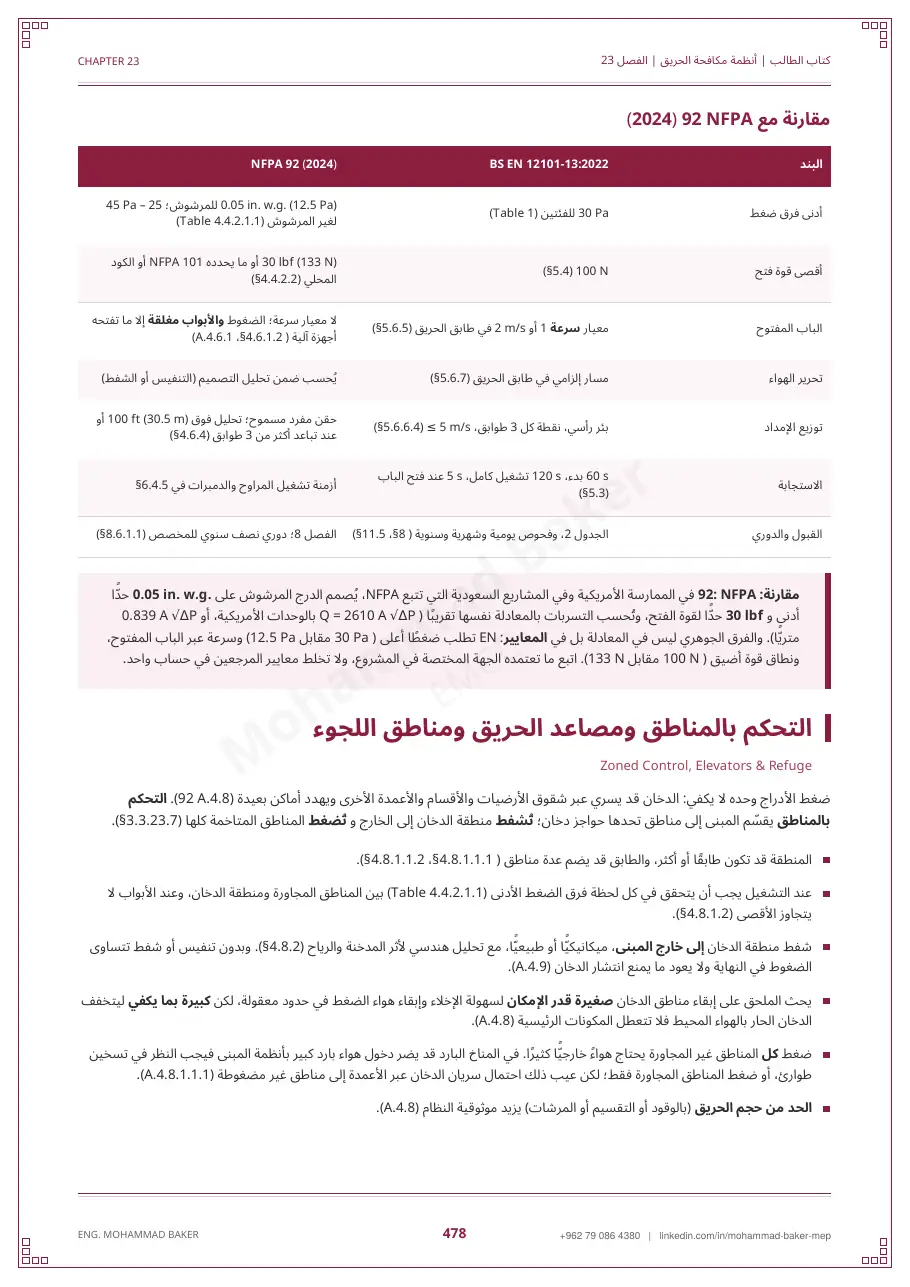 كتاب الطالب | أنظمة مكافحة الحريق | الفصل 23
CHAPTER 23
مقارنة مع NFPA 92 (2024)
البند
BS EN 12101-13:2022
NFPA 92 (2024)
أدنى فرق ضغط
30 Pa للفئتين (Table 1)
0.05 in. w.g. (12.5 Pa) للمرشوش؛ 25 – 45 Pa
لغير المرشوش (Table 4.4.2.1.1)
أقصى قوة فتح
100 N (§5.4)
30 lbf (133 N) أو ما يحدده NFPA 101 أو الكود
المحلي (§4.4.2.2)
الباب المفتوح
معيار سرعة 1 أو 2 m/s في طابق الحريق (§5.6.5)
لا معيار سرعة؛ الضغوط والأبواب مغلقة إلا ما تفتحه
أجهزة آلية (§4.6.1.2، A.4.6.1)
تحرير الهواء
مسار إلزامي في طابق الحريق (§5.6.7)
يُحسب ضمن تحليل التصميم (التنفيس أو الشفط)
توزيع الإمداد
بئر رأسي، نقطة كل 3 طوابق، ≤ 5 m/s (§5.6.6.4)
حقن مفرد مسموح؛ تحليل فوق 100 ft (30.5 m) أو
عند تباعد أكثر من 3 طوابق (§4.6.4)
الاستجابة
60 s بدء، 120 s تشغيل كامل، 5 s عند فتح الباب
(§5.3)
أزمنة تشغيل المراوح والدمبرات في §6.4.5
القبول والدوري
الجدول 2، وفحوص يومية وشهرية وسنوية (§8، §11.5)
الفصل 8؛ دوري نصف سنوي للمخصص (§8.6.1.1)
مقارنة: NFPA 92: في الممارسة الأمريكية وفي المشاريع السعودية التي تتبع NFPA، يُصمم الدرج المرشوش على 0.05 in. w.g. حدًّا
أدنى و 30 lbf حدًّا لقوة الفتح، وتُحسب التسربات بالمعادلة نفسها تقريبًا (Q = 2610 A √ΔP بالوحدات الأمريكية، أو 0.839 A √ΔP
متريًّا). والفرق الجوهري ليس في المعادلة بل في المعايير: EN تطلب ضغطًا أعلى (30 Pa مقابل 12.5 Pa) وسرعة عبر الباب المفتوح،
ونطاق قوة أضيق (100 N مقابل 133 N). اتبع ما تعتمده الجهة المختصة في المشروع، ولا تخلط معايير المرجعين في حساب واحد.
التحكم بالمناطق ومصاعد الحريق ومناطق اللجوء
Zoned Control, Elevators & Refuge
ضغط الأدراج وحده لا يكفي: الدخان قد يسري عبر شقوق الأرضيات والأقسام والأعمدة الأخرى ويهدد أماكن بعيدة (92 A.4.8). التحكم
بالمناطق يقسّم المبنى إلى مناطق تحدها حواجز دخان؛ تُشفط منطقة الدخان إلى الخارج و تُضغط المناطق المتاخمة كلها (§3.3.23.7).
المنطقة قد تكون طابقًا أو أكثر، والطابق قد يضم عدة مناطق (§4.8.1.1.1، §4.8.1.1.2).
عند التشغيل يجب أن يتحقق في كل لحظة فرق الضغط الأدنى (Table 4.4.2.1.1) بين المناطق المجاورة ومنطقة الدخان، وعند الأبواب لا
يتجاوز الأقصى (§4.8.1.2).
شفط منطقة الدخان إلى خارج المبنى، ميكانيكيًّا أو طبيعيًّا، مع تحليل هندسي لأثر المدخنة والرياح (§4.8.2). وبدون تنفيس أو شفط تتساوى
الضغوط في النهاية ولا يعود ما يمنع انتشار الدخان (A.4.9).
يحث الملحق على إبقاء مناطق الدخان صغيرة قدر الإمكان لسهولة الإخلاء وإبقاء هواء الضغط في حدود معقولة، لكن كبيرة بما يكفي ليتخفف
الدخان الحار بالهواء المحيط فلا تتعطل المكونات الرئيسية (A.4.8).
ضغط كل المناطق غير المجاورة يحتاج هواءً خارجيًّا كثيرًا. في المناخ البارد قد يضر دخول هواء بارد كبير بأنظمة المبنى فيجب النظر في تسخين
طوارئ، أو ضغط المناطق المجاورة فقط؛ لكن عيب ذلك احتمال سريان الدخان عبر الأعمدة إلى مناطق غير مضغوطة (A.4.8.1.1.1).
الحد من حجم الحريق (بالوقود أو التقسيم أو المرشات) يزيد موثوقية النظام (A.4.8).
Mohammad baker
ENG. MOHAMMAD BAKER
478
+962 79 086 4380 | linkedin.com/in/mohammad-baker-mep